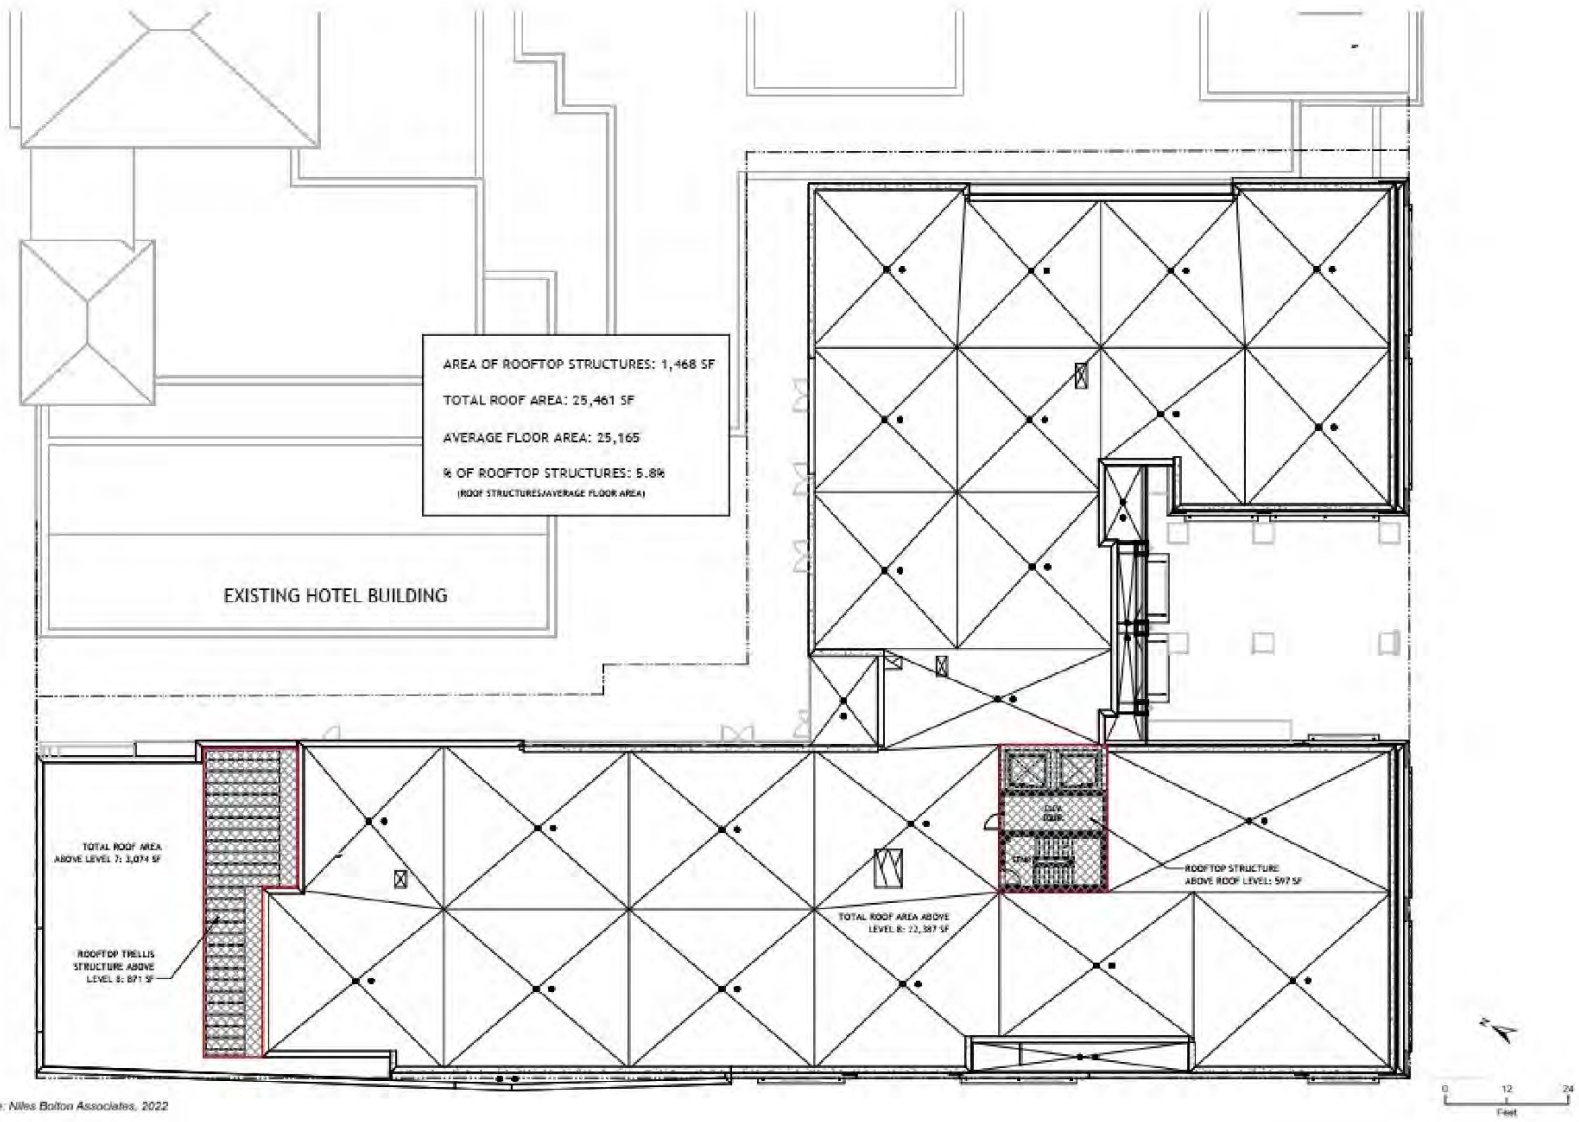 AREA OF ROOFTOP STRUCTURES: 1,468 SF
TOTAL ROOF AREA: 25,461 SF
AVERAGE FLOOR AREA: 25,165
% OF ROOFTOP STRUCTURES: 5.8%
(ROOF STRUCTURES/AVERAGE FLOOR AREA)
EXISTING HOTEL BUILDING
TOTAL ROOF AREA
ABOVE LEVEL 7: 3,074 SF
ROOFTOP TRELLIS
STRUCTURE ABOVE
LEVEL 8: 871 SF
ELEV.
EQUIP.
STAIR
ROOFTOP STRUCTURE
ABOVE ROOF LEVEL: 597 SF
TOTAL ROOF AREA ABOVE
LEVEL 8: 22,387 SF
N
0 12 24
Feet
e: Niles Bolton Associates, 2022